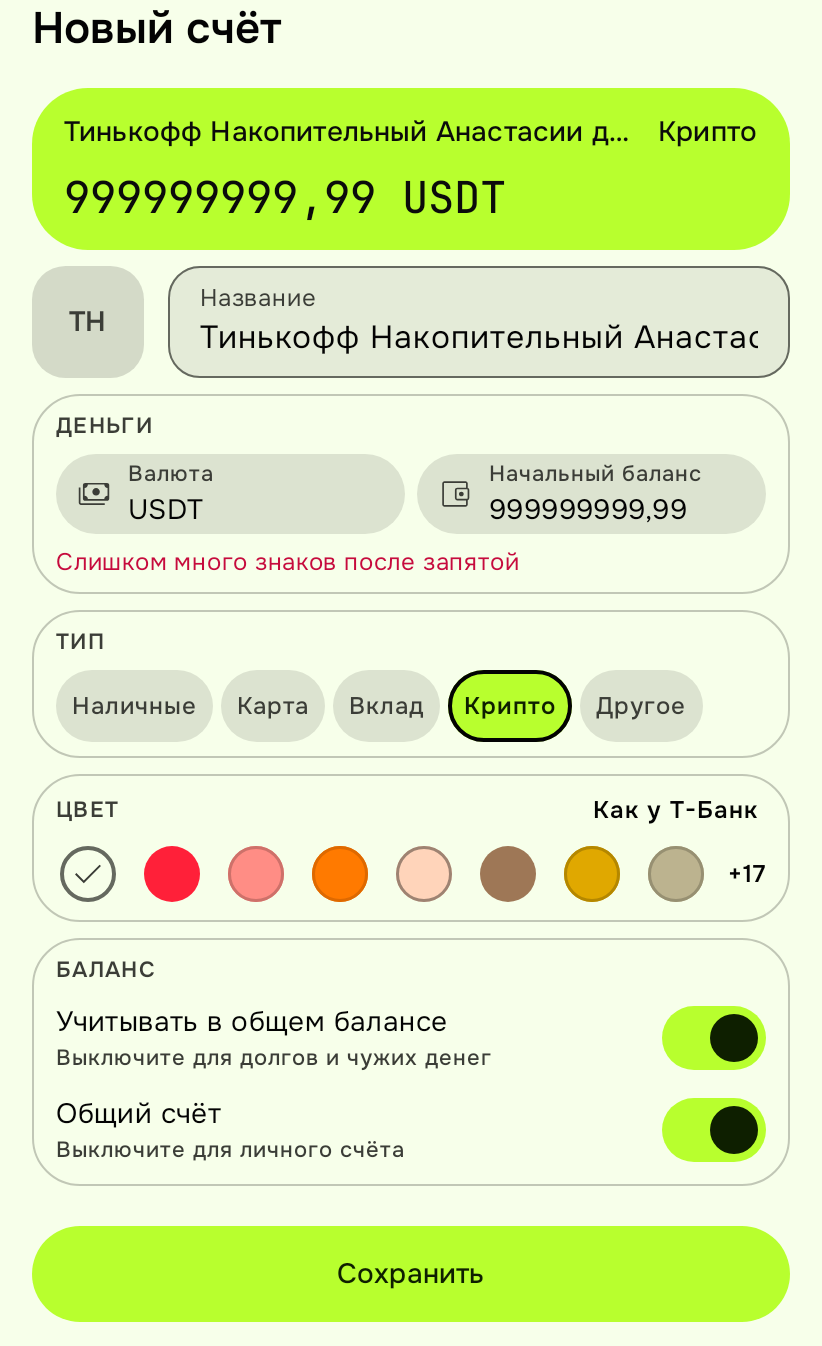 Новый счёт
Тинькофф Накопительный Анастасии д... Крипто
999999999,99 USDT
ТН
Название
Тинькофф Накопительный Анастас
ДЕНЬГИ
Валюта
USDT
Начальный баланс
999999999,99
Слишком много знаков после запятой
ТИП
Наличные Карта Вклад Крипто Другое
ЦВЕТ Как у Т-Банк
+17
БАЛАНС
Учитывать в общем балансе
Выключите для долгов и чужих денег
Общий счёт
Выключите для личного счёта
Сохранить